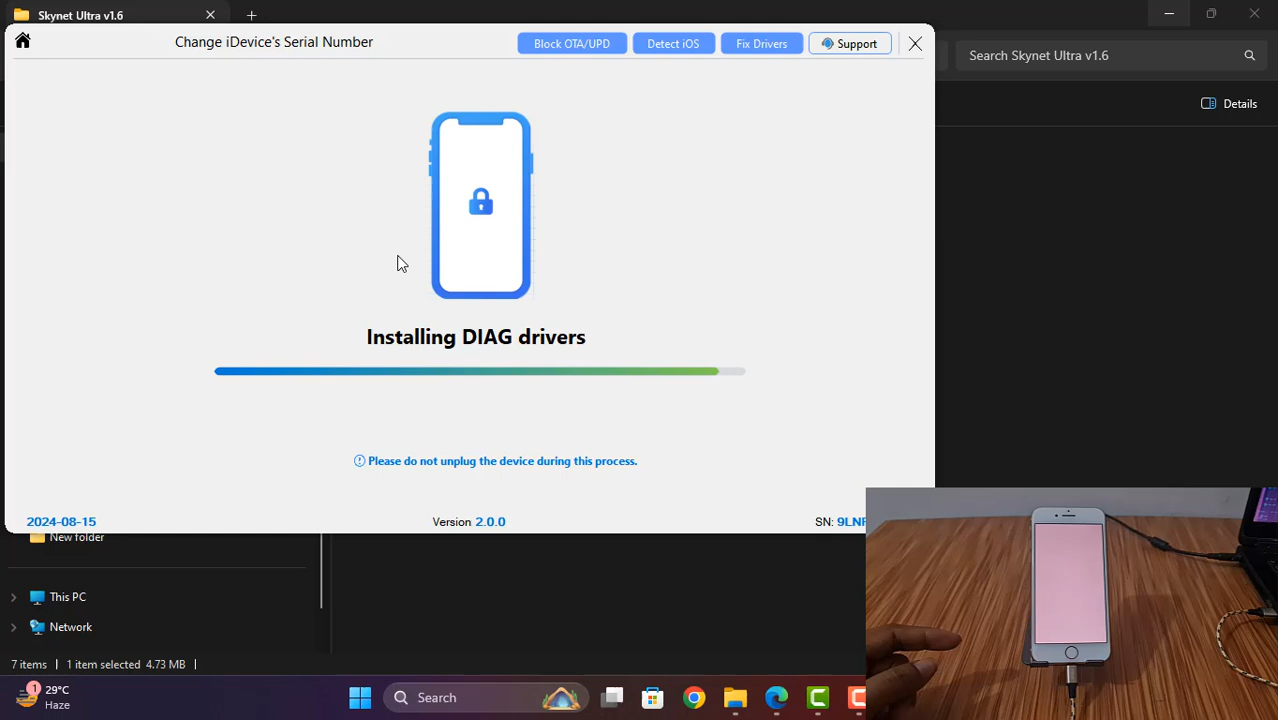 Skynet Ultra v1.6
Change iDevice's Serial Number
Block OTA/UPD
Detect iOS
Fix Drivers
Support
Search Skynet Ultra v1.6
Details
Installing DIAG drivers
Please do not unplug the device during this process.
2024-08-15
Version 2.0.0
SN: 9LNF
New folder
This PC
Network
7 items
1 item selected 4.73 MB
1
29°C
Haze
Search